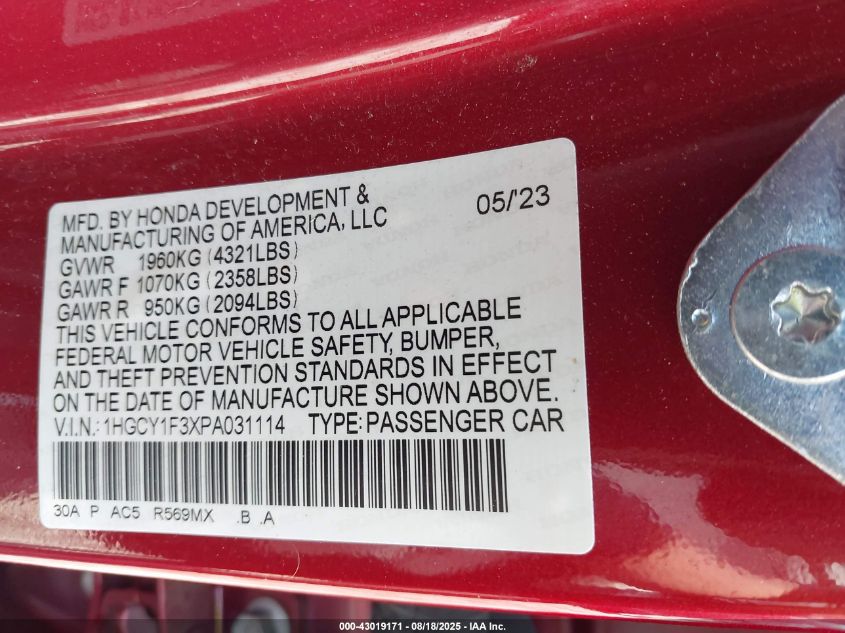 MFD. BY HONDA DEVELOPMENT & 05/'23
MANUFACTURING OF AMERICA, LLC
GVWR 1960KG (4321LBS)
GAWR F 1070KG (2358LBS)
GAWR R 950KG (2094LBS)
THIS VEHICLE CONFORMS TO ALL APPLICABLE
FEDERAL MOTOR VEHICLE SAFETY, BUMPER,
AND THEFT PREVENTION STANDARDS IN EFFECT
ON THE DATE OF MANUFACTURE SHOWN ABOVE.
V.I.N.: 1HGCY1F3XPA031114 TYPE: PASSENGER CAR
30A P AC5 R569MX .B .A
000-43019171 - 08/18/2025 - IAA Inc.